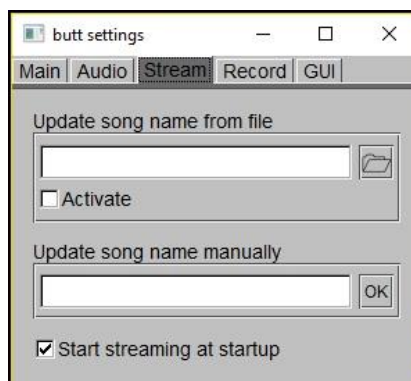 butt settings
Main Audio Stream Record GUI
Update song name from file
Activate
Update song name manually
OK
Start streaming at startup